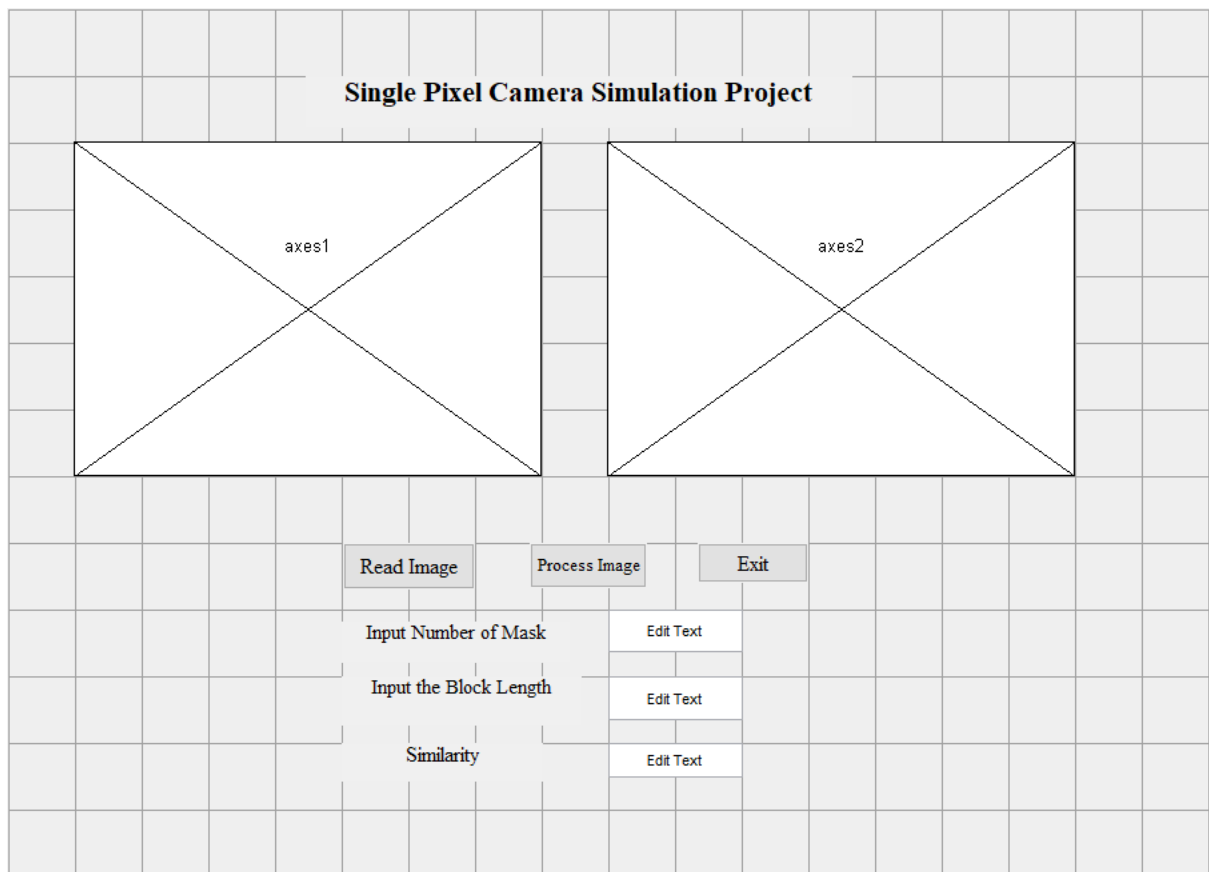 Single Pixel Camera Simulation Project
axes1
axes2
Read Image
Process Image
Exit
Input Number of Mask
Edit Text
Input the Block Length
Edit Text
Similarity
Edit Text